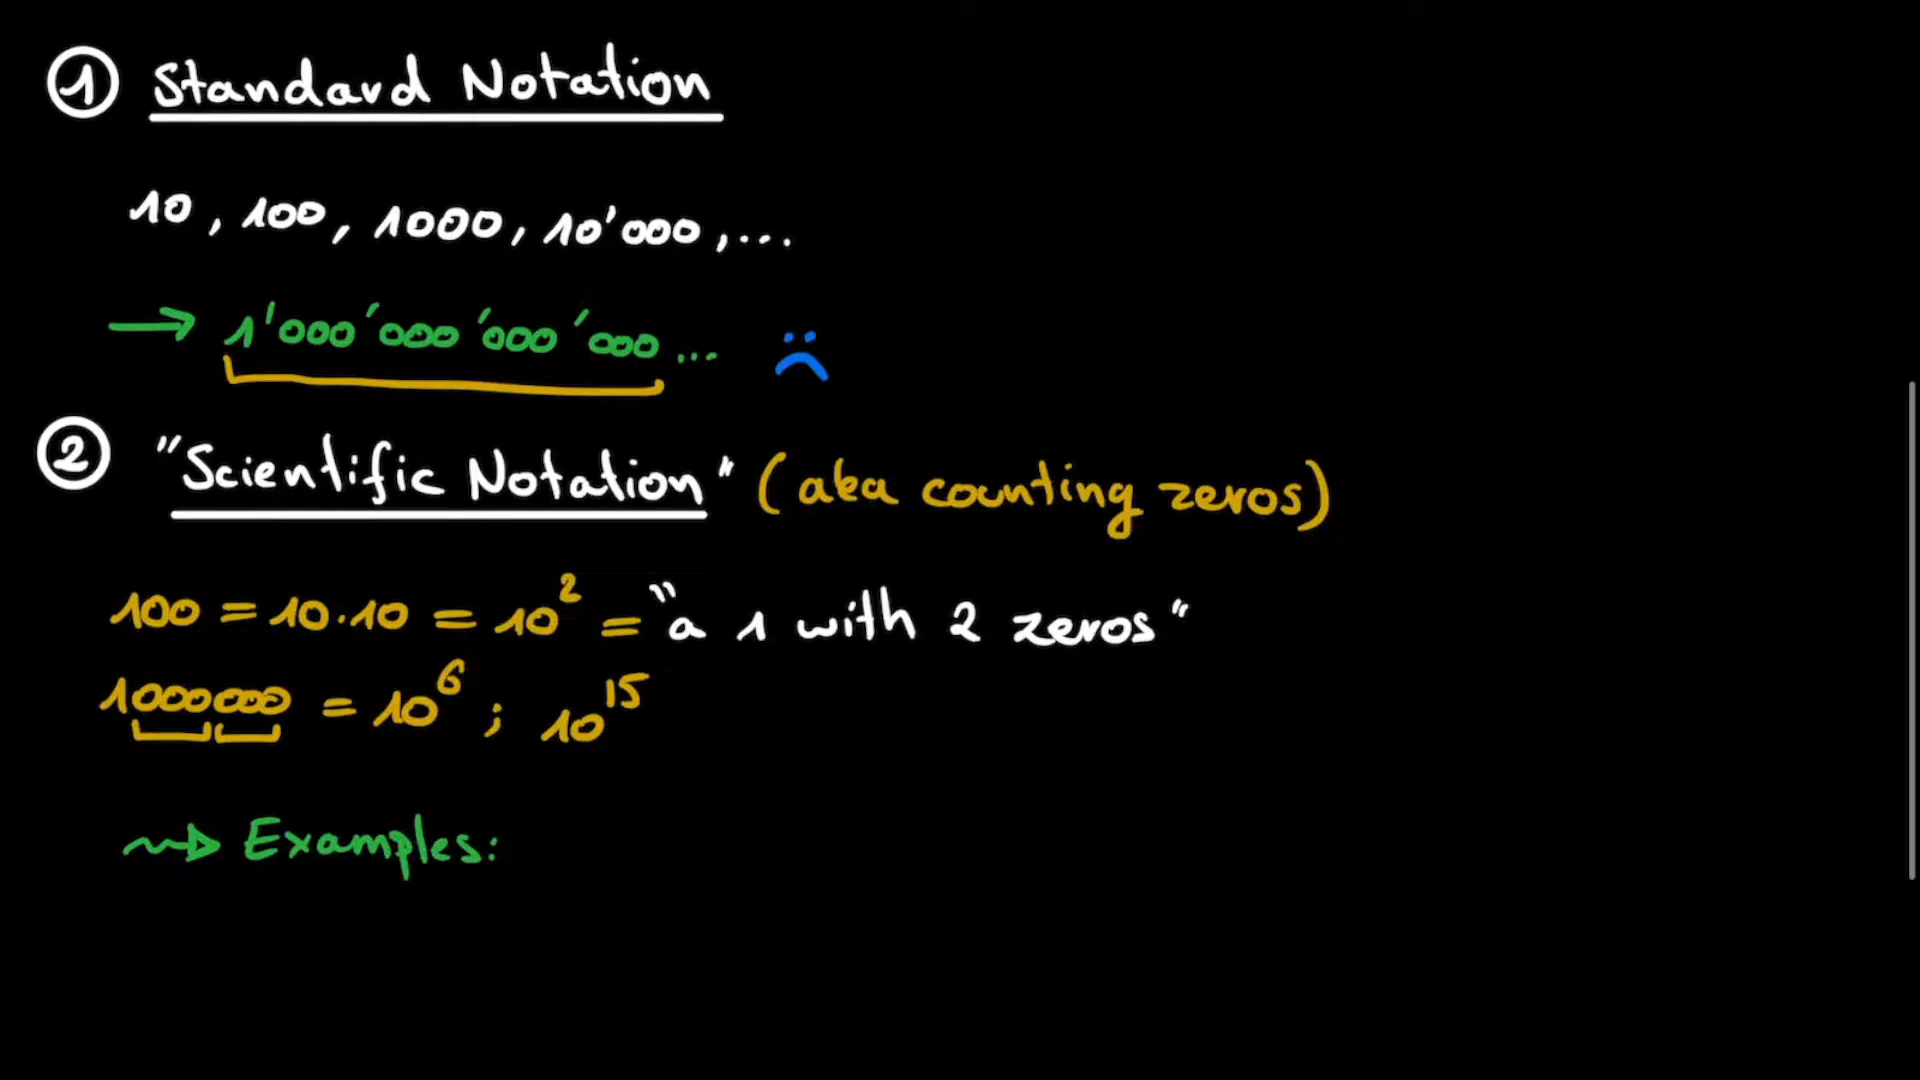 ① Standard Notation
10, 100, 1000, 10'000, ...
→ 1'000'000'000'000 ...
② "Scientific Notation" (aka counting zeros)
100 = 10·10 = 10² = "a 1 with 2 zeros"
1000000 = 10⁶ ; 10¹⁵
Examples: